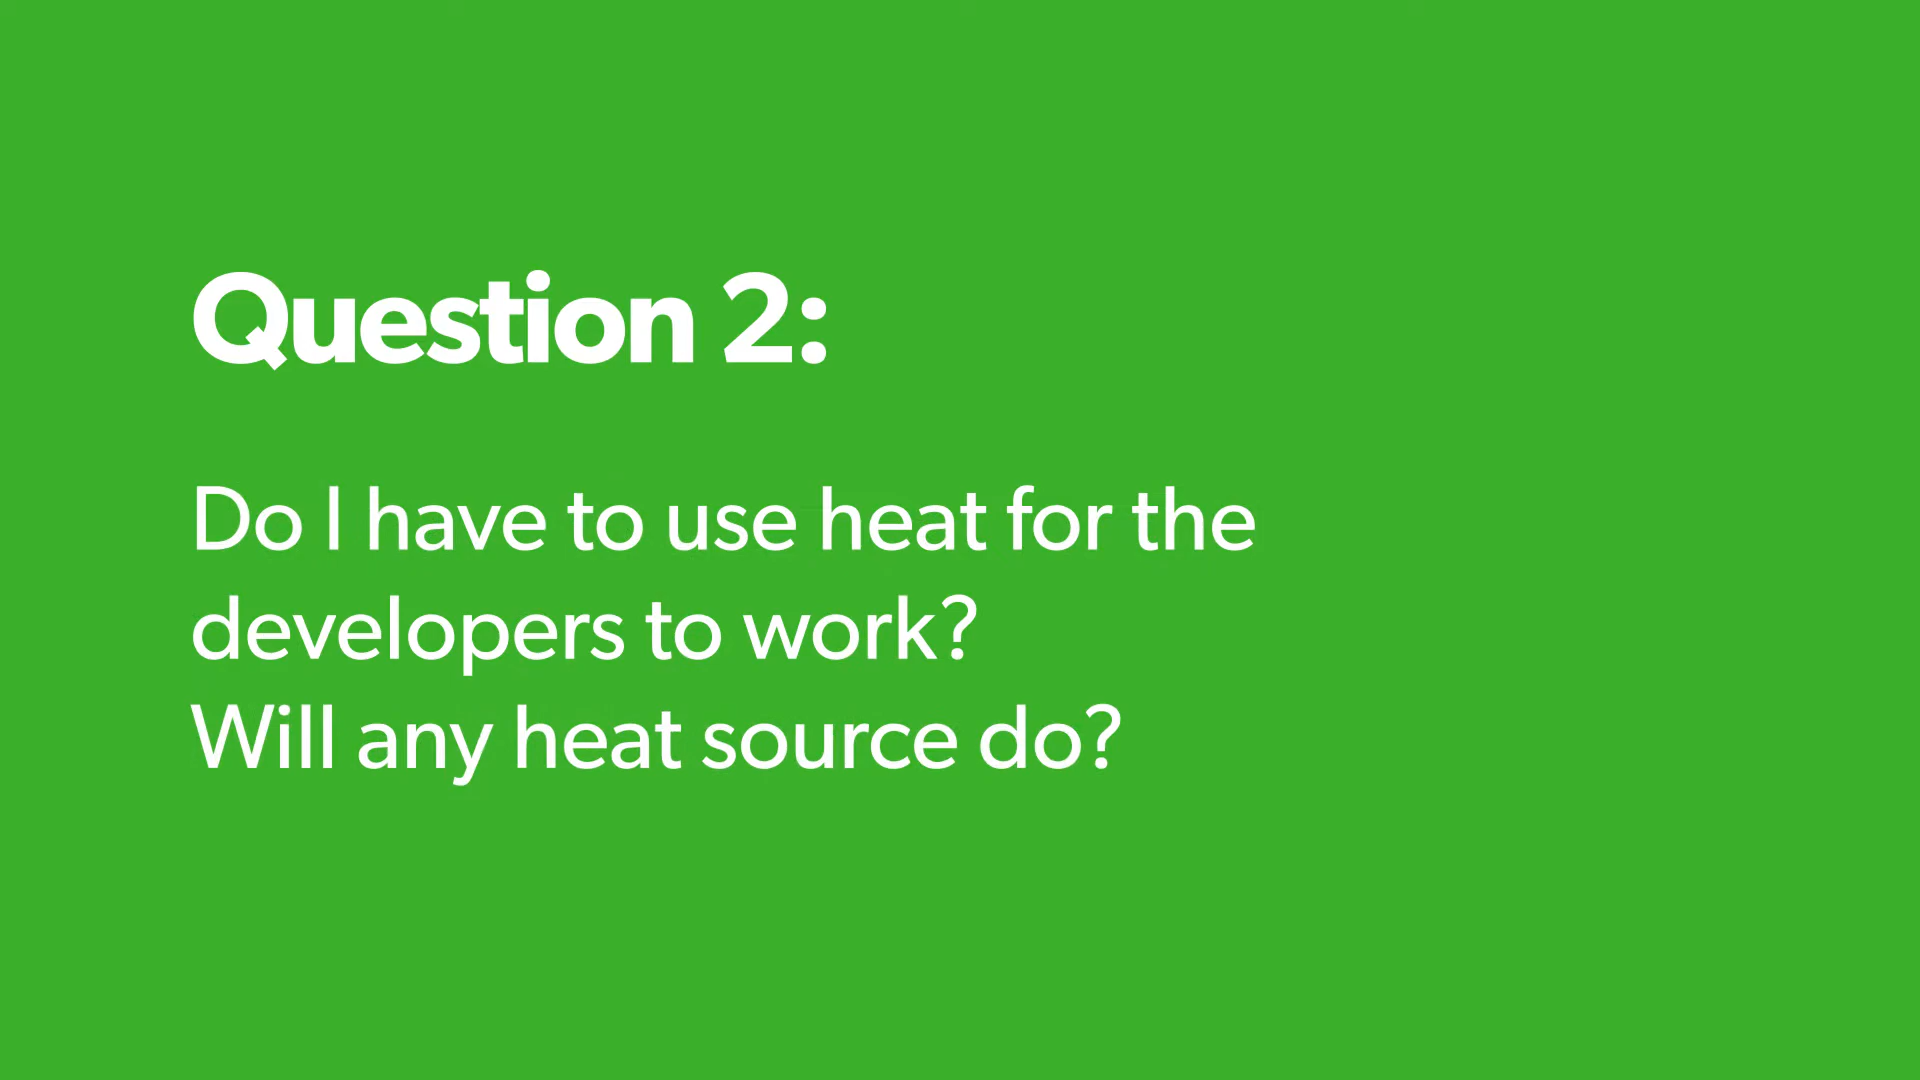 Question 2:
Do I have to use heat for the
developers to work?
Will any heat source do?